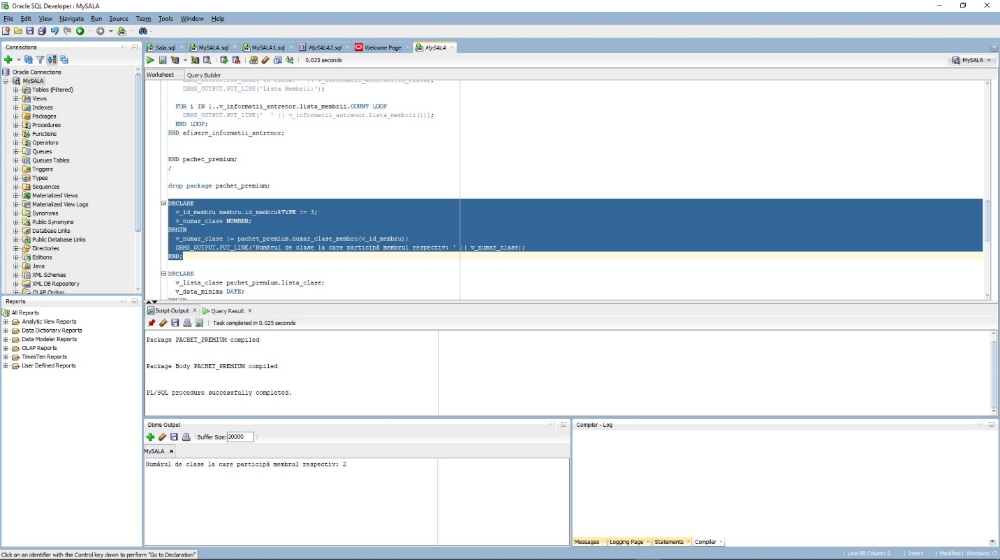 Oracle SQL Developer : MySALA
File Edit View Navigate Run Source Team Tools Window Help
Connections
Oracle Connections
MySALA
Tables (Filtered)
Views
Indexes
Packages
Procedures
Functions
Operators
Queues
Queues Tables
Triggers
Types
Sequences
Materialized Views
Materialized View Logs
Synonyms
Public Synonyms
Database Links
Public Database Links
Directories
Editions
Java
XML Schemas
XML DB Repository
OLAP Option
Reports
All Reports
Analytic View Reports
Data Dictionary Reports
Data Modeler Reports
OLAP Reports
TimesTen Reports
User Defined Reports
Sala.sql MySALA.sql MySALA1.sql MySALA2.sql Welcome Page MySALA
0.025 seconds
MySALA
Worksheet Query Builder
DBMS_OUTPUT.PUT_LINE('ID Clasa: ' || v_informatii_antrenor.id_clasa);
DBMS_OUTPUT.PUT_LINE('Lista Membrii:');
FOR i IN 1..v_informatii_antrenor.lista_membrii.COUNT LOOP
DBMS_OUTPUT.PUT_LINE('  ' || v_informatii_antrenor.lista_membrii(i));
END LOOP;
END afisare_informatii_antrenor;
END pachet_premium;
/
drop package pachet_premium;
DECLARE
v_id_membru membru.id_membru%TYPE := 3;
v_numar_clase NUMBER;
BEGIN
v_numar_clase := pachet_premium.numar_clase_membru(v_id_membru);
DBMS_OUTPUT.PUT_LINE('Numărul de clase la care participă membrul respectiv: ' || v_numar_clase);
END;
DECLARE
v_lista_clase pachet_premium.lista_clase;
v_data_minima DATE;
BEGIN
Script Output × Query Result ×
Task completed in 0.025 seconds
Package PACHET_PREMIUM compiled
Package Body PACHET_PREMIUM compiled
PL/SQL procedure successfully completed.
Dbms Output
Buffer Size: 20000
MySALA ×
Numărul de clase la care participă membrul respectiv: 2
Compiler - Log
Messages Logging Page × Statements × Compiler ×
Click on an identifier with the Control key down to perform "Go to Declaration"
| Line 88 Column 5 | Insert | Modified | Windows: C